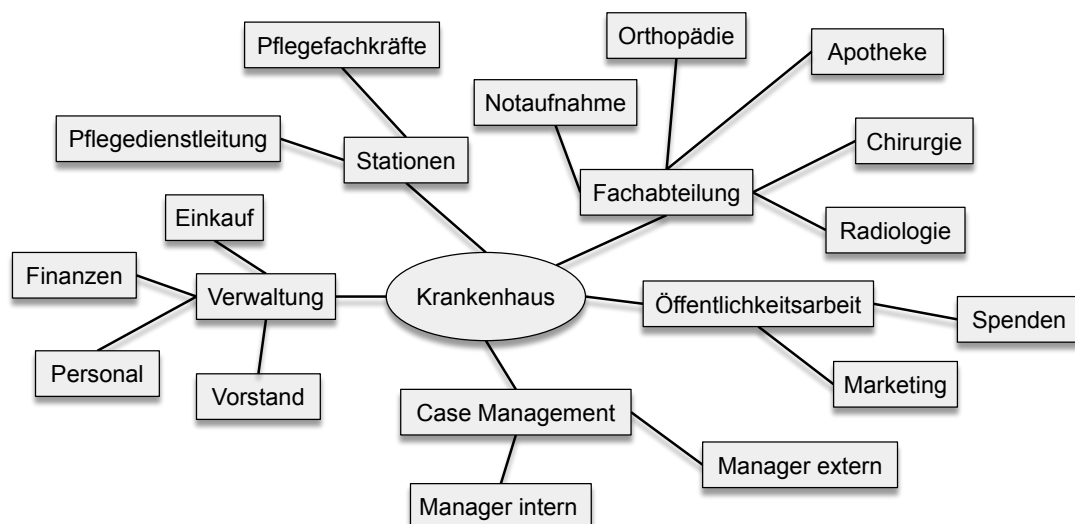 Orthopädie
Pflegefachkräfte
Apotheke
Notaufnahme
Pflegedienstleitung
Chirurgie
Stationen
Fachabteilung
Einkauf
Radiologie
Finanzen
Verwaltung
Krankenhaus
Öffentlichkeitsarbeit
Spenden
Personal
Vorstand
Marketing
Case Management
Manager extern
Manager intern